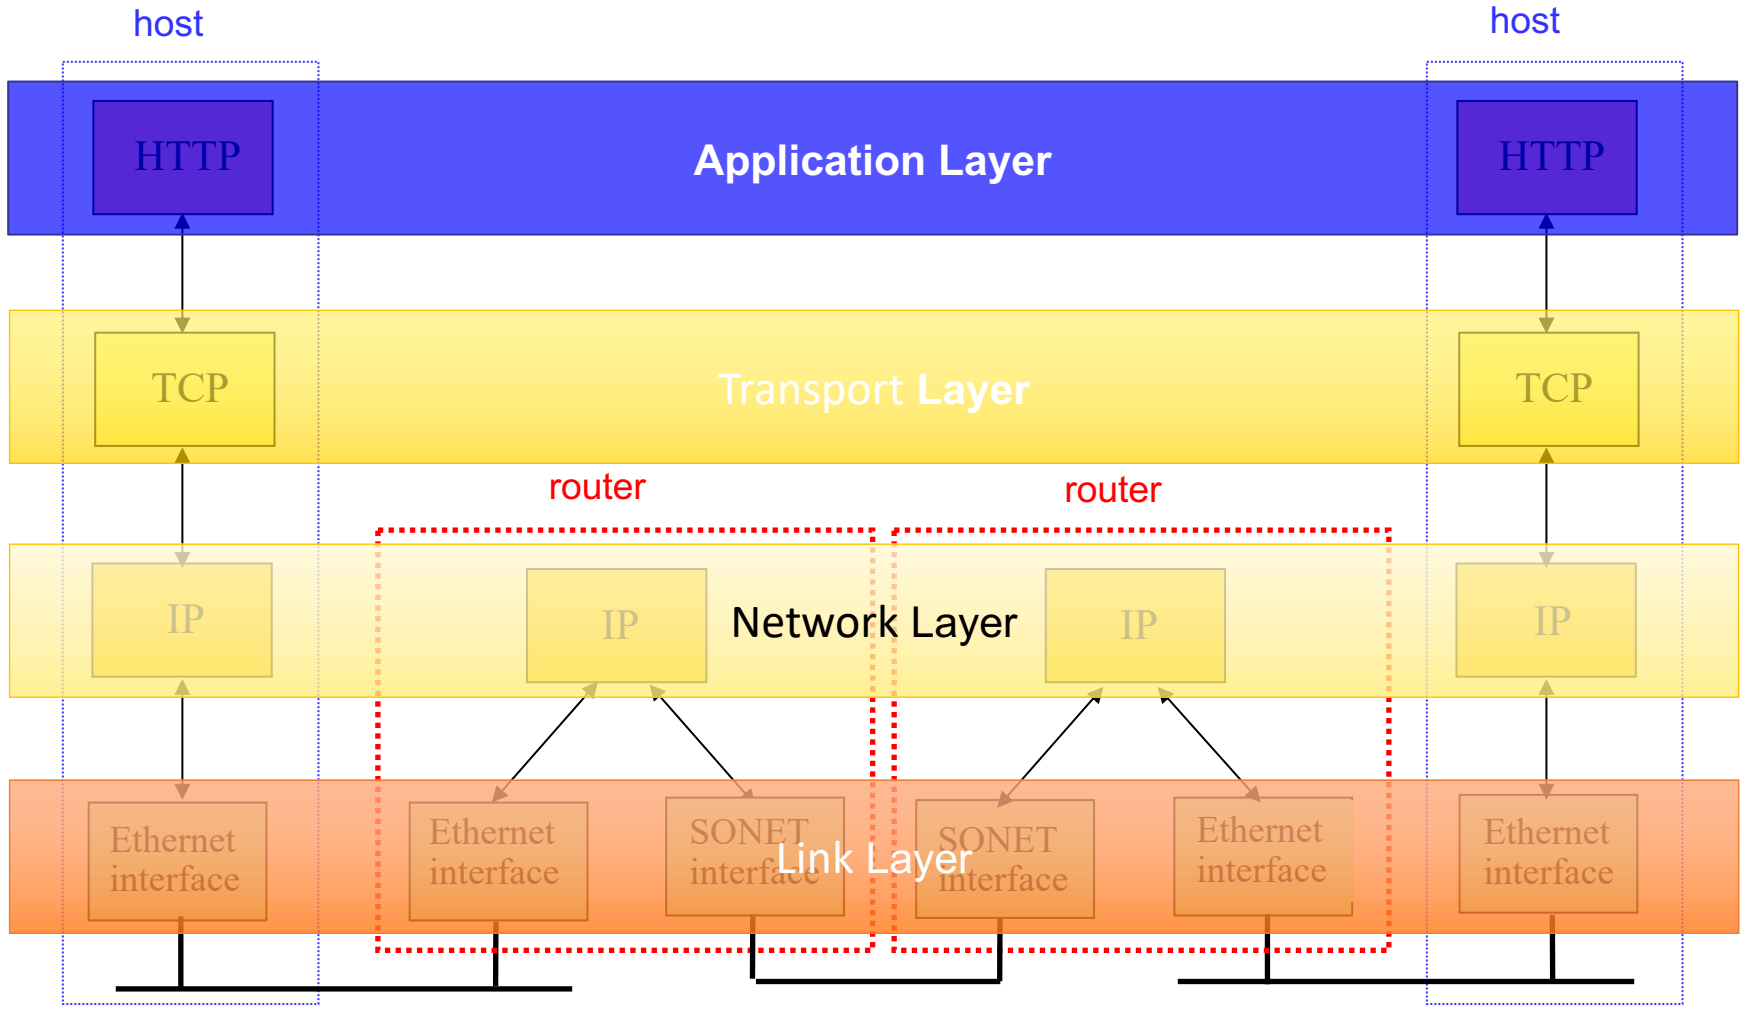 host
host
HTTP
Application Layer
HTTP
TCP
Transport Layer
TCP
router
router
IP
IP
Network Layer
IP
IP
Ethernet
interface
Ethernet
interface
SONET
interface
Link Layer
SONET
interface
Ethernet
interface
Ethernet
interface